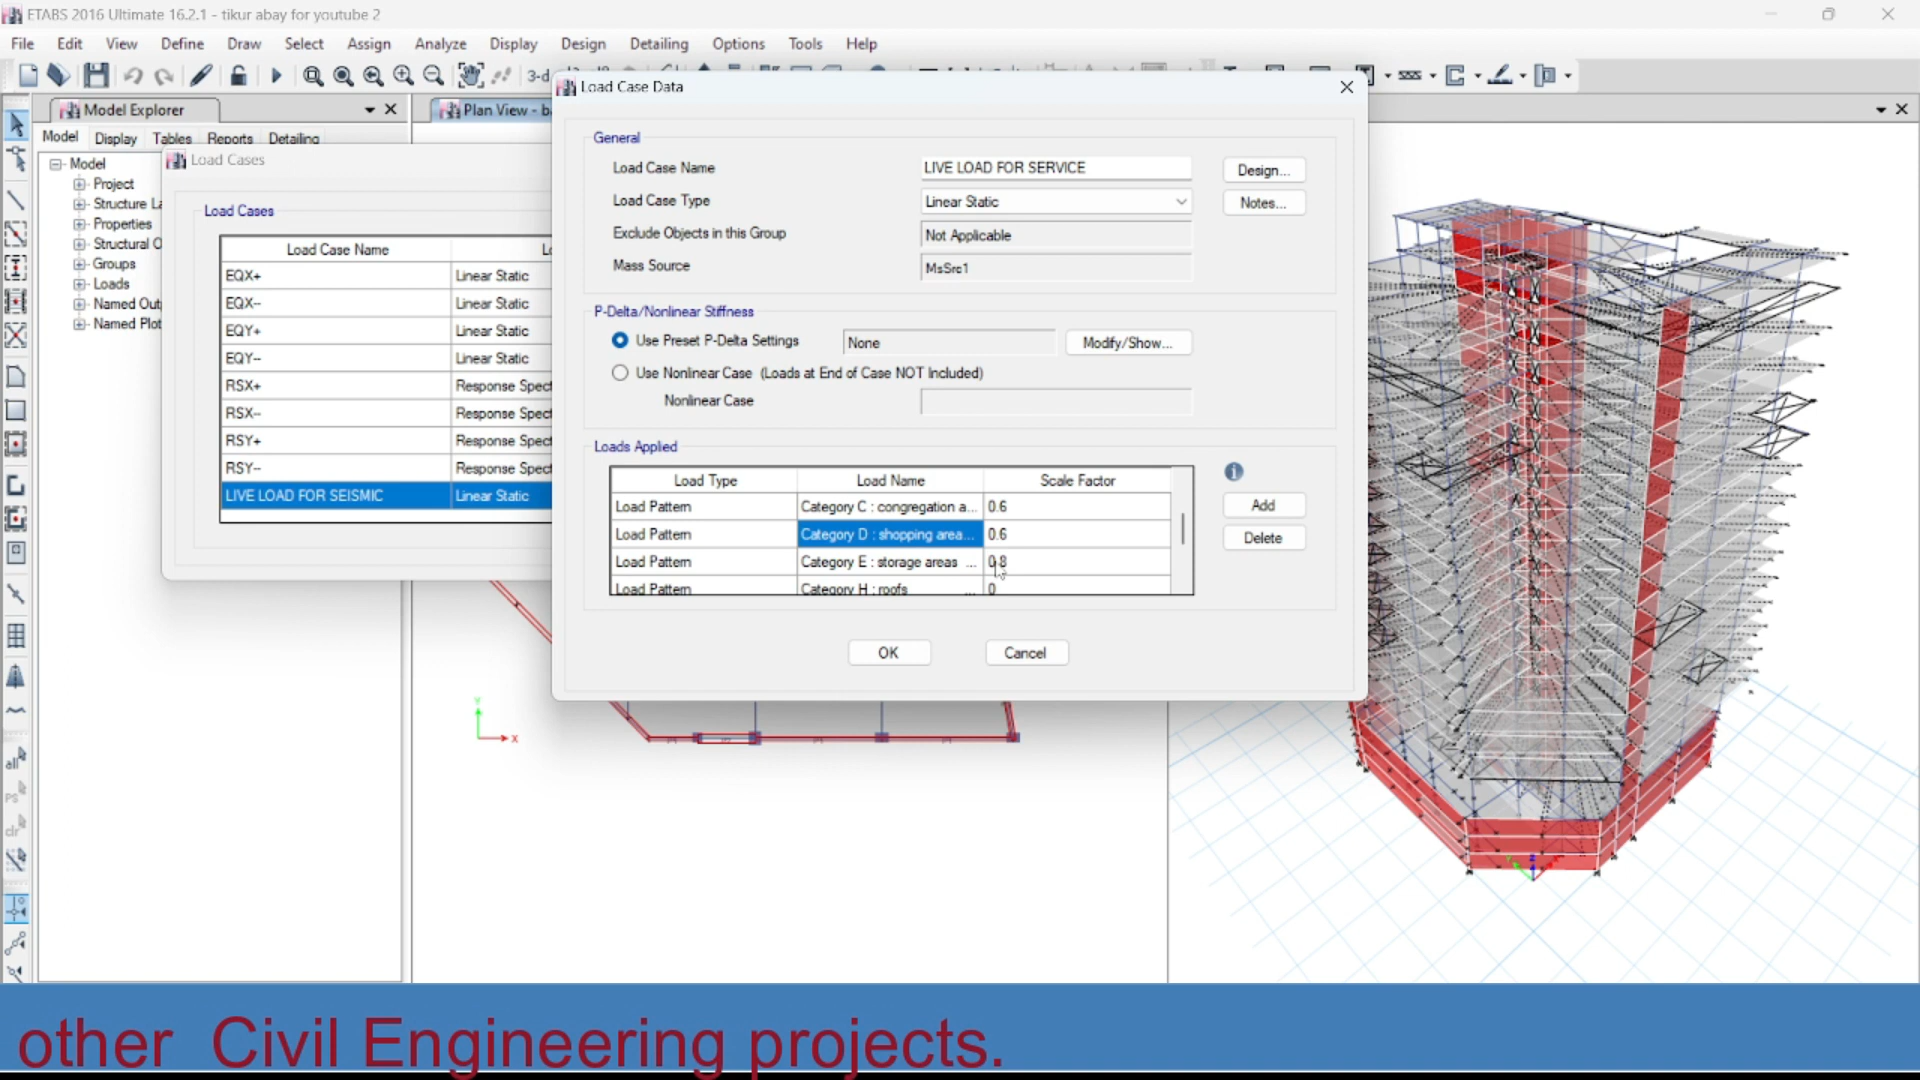 ETABS 2016 Ultimate 16.2.1 - tikur abay for youtube 2
File Edit View Define Draw Select Assign Analyze Display Design Detailing Options Tools Help
3-d
Model Explorer
Plan View - ba
Model Display Tables Reports Detailing
Model
Project
Structure La
Properties
Structural O
Groups
Loads
Named Out
Named Plot
all
ps
clr
Load Cases
Load Cases
Load Case Name
EQX+ Linear Static
EQX-- Linear Static
EQY+ Linear Static
EQY-- Linear Static
RSX+ Response Spect
RSX-- Response Spect
RSY+ Response Spect
RSY-- Response Spect
LIVE LOAD FOR SEISMIC Linear Static
Load Case Data
General
Load Case Name LIVE LOAD FOR SERVICE Design...
Load Case Type Linear Static Notes...
Exclude Objects in this Group Not Applicable
Mass Source MsSrc1
P-Delta/Nonlinear Stiffness
Use Preset P-Delta Settings None Modify/Show...
Use Nonlinear Case (Loads at End of Case NOT Included)
Nonlinear Case
Loads Applied
Load Type Load Name Scale Factor
Load Pattern Category C : congregation a... 0.6
Load Pattern Category D : shopping area... 0.6
Load Pattern Category E : storage areas ... 0.8
Load Pattern Category H : roofs ... 0
Add
Delete
OK Cancel
Y
X
other Civil Engineering projects.